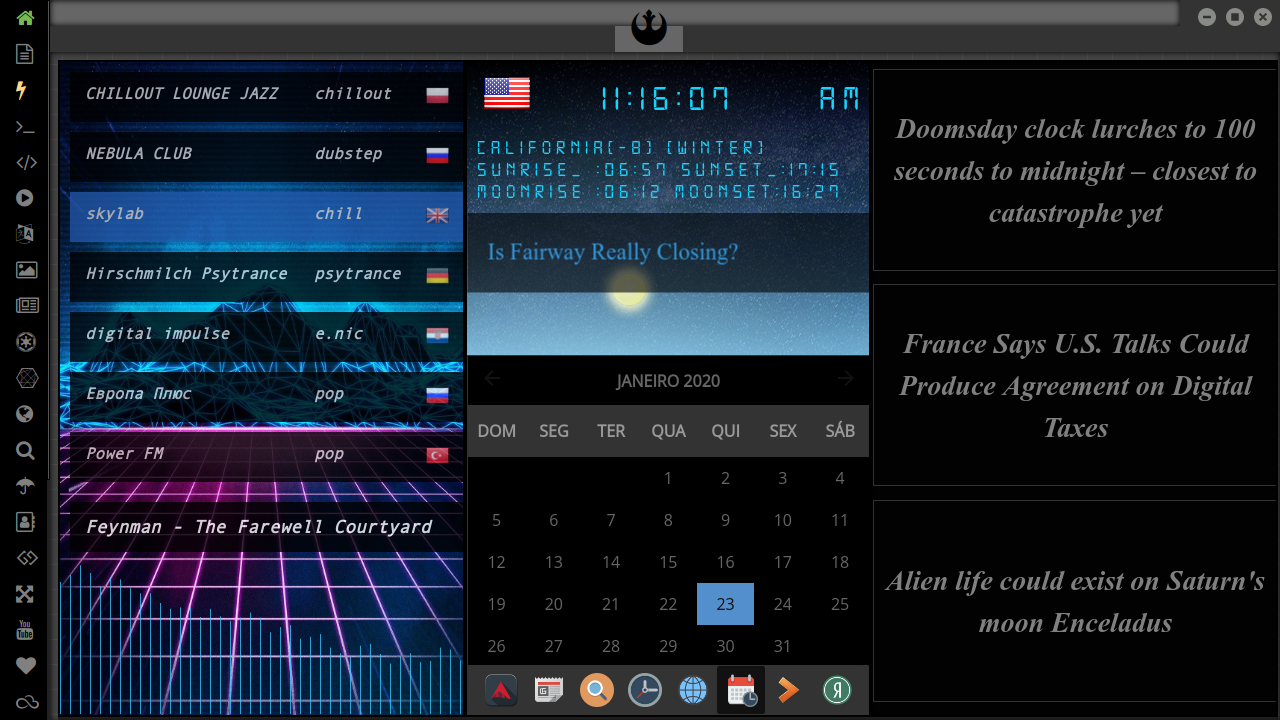 CHILLOUT LOUNGE JAZZ chillout
NEBULA CLUB dubstep
skylab chill
Hirschmilch Psytrance psytrance
digital impulse e.nic
Европа Плюс pop
Power FM pop
Feynman - The Farewell Courtyard
11:16:07 AM
CALIFORNIA(-8) (WINTER)
SUNRISE_ :06:57 SUNSET_:17:15
MOONRISE :06:12 MOONSET:16:27
Is Fairway Really Closing?
JANEIRO 2020
DOM SEG TER QUA QUI SEX SÁB
1 2 3 4
5 6 7 8 9 10 11
12 13 14 15 16 17 18
19 20 21 22 23 24 25
26 27 28 29 30 31
Doomsday clock lurches to 100
seconds to midnight – closest to
catastrophe yet
France Says U.S. Talks Could
Produce Agreement on Digital
Taxes
Alien life could exist on Saturn's
moon Enceladus
You
Tube
Я